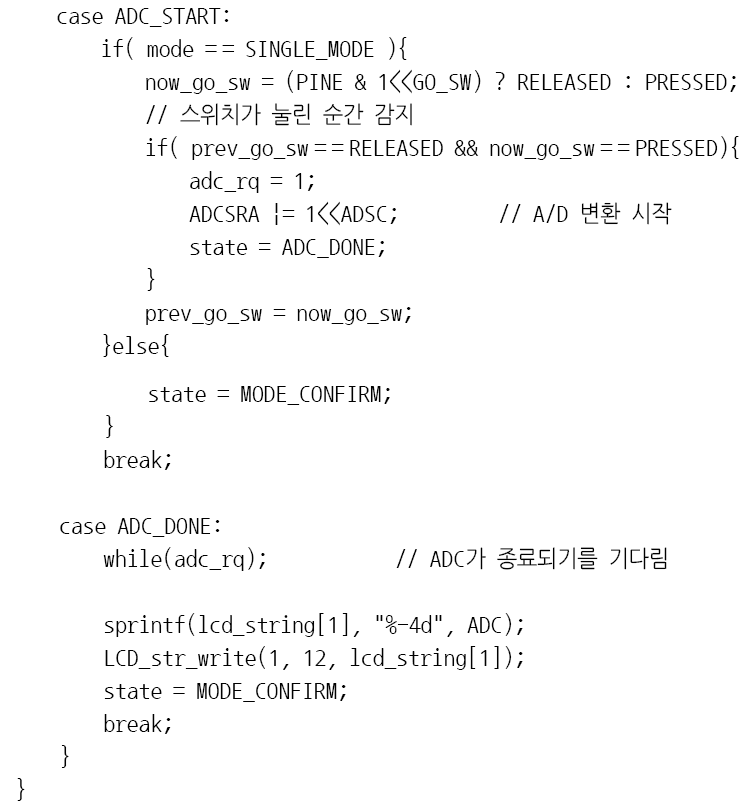 case ADC_START:
if( mode == SINGLE_MODE ){
now_go_sw = (PINE & 1<<GO_SW) ? RELEASED : PRESSED;
// 스위치가 눌린 순간 감지
if( prev_go_sw==RELEASED && now_go_sw==PRESSED){
adc_rq = 1;
ADCSRA |= 1<<ADSC; // A/D 변환 시작
state = ADC_DONE;
}
prev_go_sw = now_go_sw;
}else{
state = MODE_CONFIRM;
}
break;
case ADC_DONE:
while(adc_rq); // ADC가 종료되기를 기다림
sprintf(lcd_string[1], "%-4d", ADC);
LCD_str_write(1, 12, lcd_string[1]);
state = MODE_CONFIRM;
break;
}
}